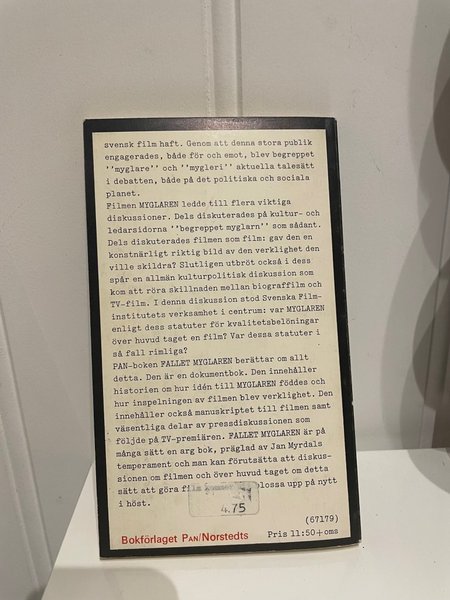 svensk film haft. Genom att denna stora publik
engagerades, både för och emot, blev begreppet
''myglare'' och ''mygleri'' aktuella talesätt
i debatten, både på det politiska och sociala
planet.
Filmen MYGLAREN ledde till flera viktiga
diskussioner. Dels diskuterades på kultur- och
ledarsidorna ''begreppet myglarn'' som sådant.
Dels diskuterades filmen som film: gav den en
konstnärligt riktig bild av den verklighet den
ville skildra? Slutligen utbröt också i dess
spår en allmän kulturpolitisk diskussion som
kom att röra skillnaden mellan biograffilm och
TV-film. I denna diskussion stod Svenska Film-
institutets verksamhet i centrum: var MYGLAREN
enligt dess statuter för kvalitetsbelöningar
över huvud taget en film? Var dessa statuter i
så fall rimliga?
PAN-boken FALLET MYGLAREN berättar om allt
detta. Den är en dokumentbok. Den innehåller
historien om hur idén till MYGLAREN föddes och
hur inspelningen av filmen blev verklighet. Den
innehåller också manuskriptet till filmen samt
väsentliga delar av pressdiskussionen som
följde på TV-premiären. FALLET MYGLAREN är på
många sätt en arg bok, präglad av Jan Myrdals
temperament och man kan förutsätta att diskus-
sionen om filmen och över huvud taget om detta
sätt att göra film blossa upp på nytt
i höst.
4.75
(67179)
Bokförlaget PAN/Norstedts Pris 11:50+oms